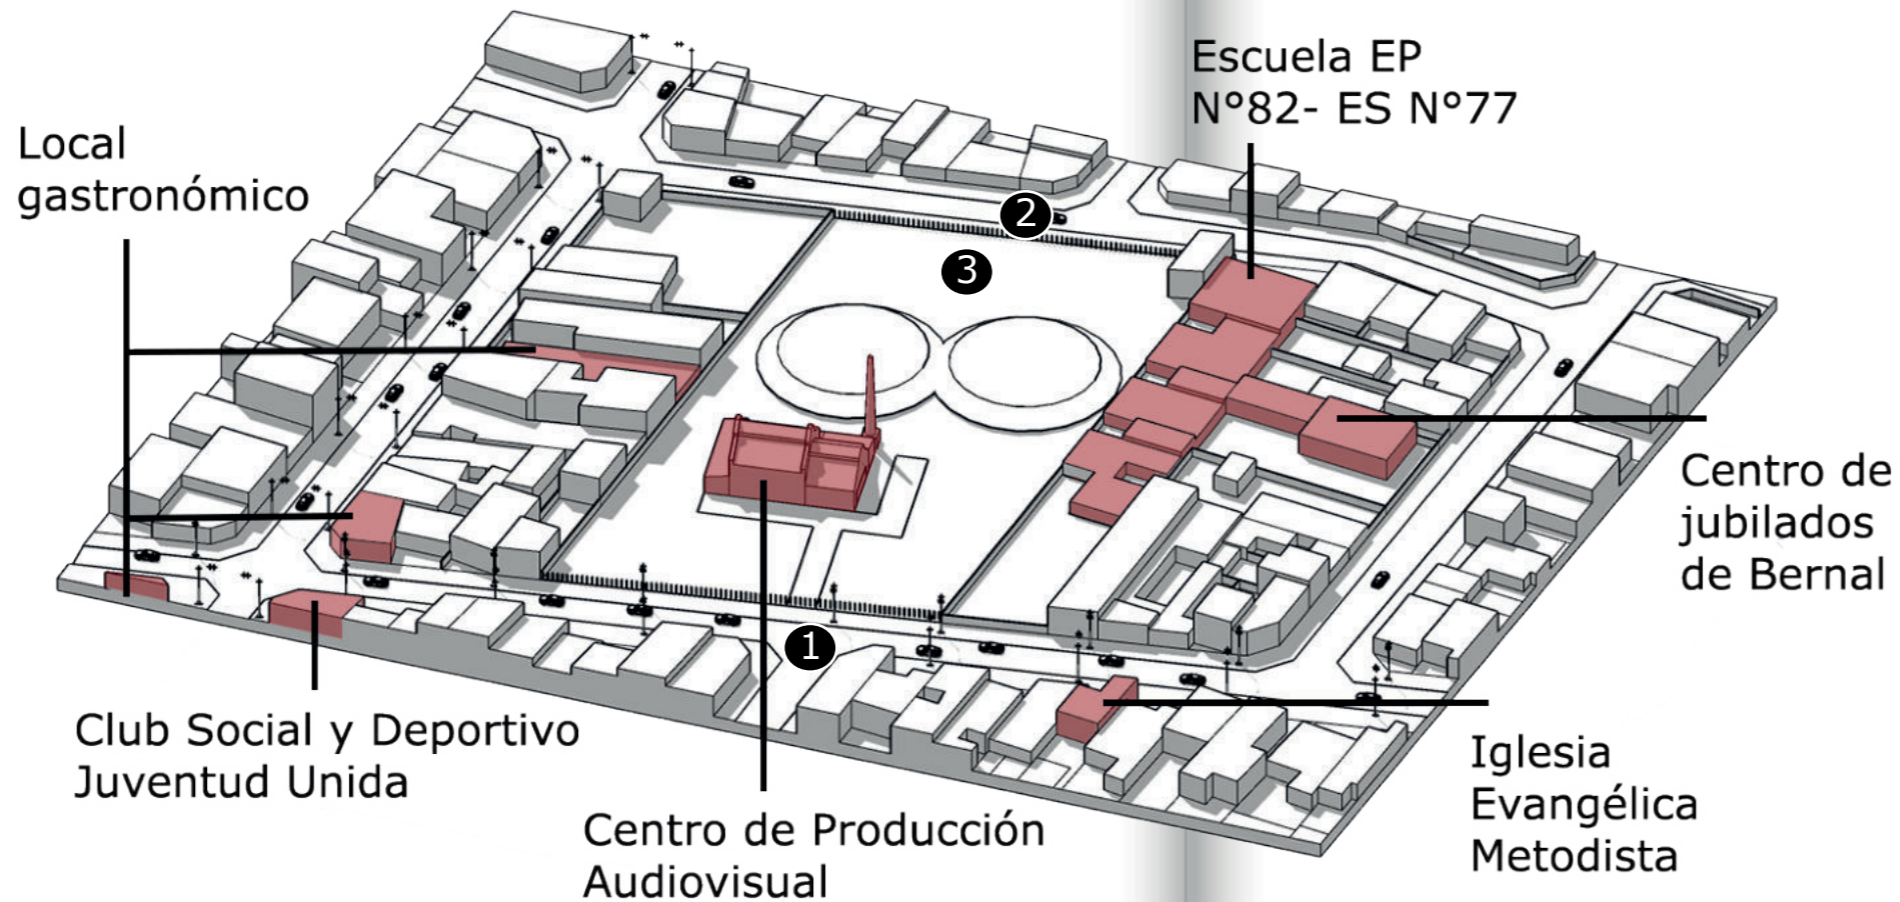 Escuela EP
N°82- ES N°77
Local
gastronómico
2
3
Centro de
jubilados
de Bernal
1
Club Social y Deportivo
Juventud Unida
Iglesia
Evangélica
Metodista
Centro de Producción
Audiovisual